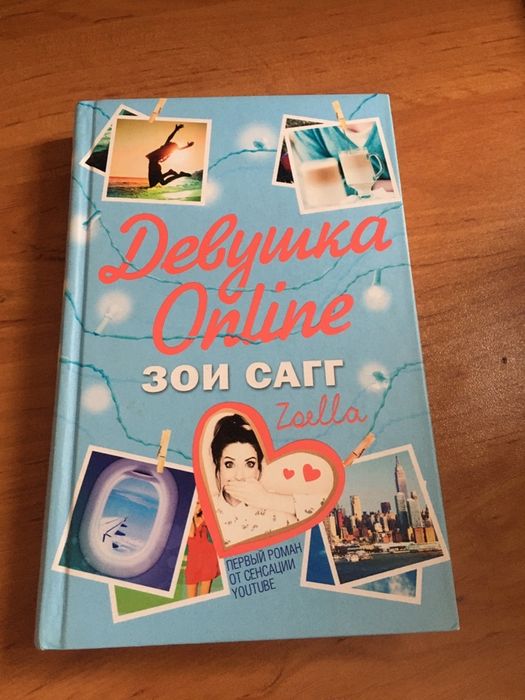 Девушка
Online
ЗОИ САГГ
Zoella
ПЕРВЫЙ РОМАН
ОТ СЕНСАЦИИ
YOUTUBE